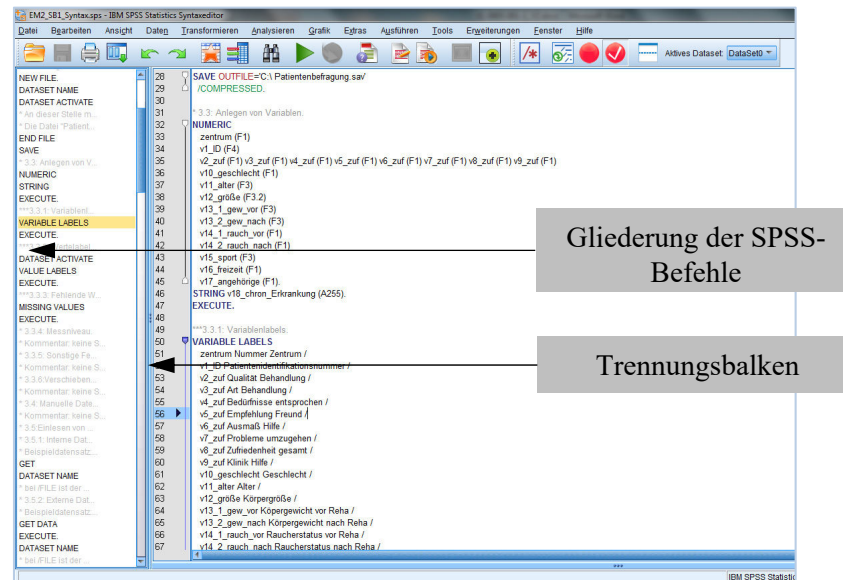 EM2_SB1_Syntax.sps - IBM SPSS Statistics Syntaxeditor
Datei Bearbeiten Ansicht Daten Transformieren Analysieren Grafik Extras Ausführen Tools Erweiterungen Fenster Hilfe
Aktives Dataset: DataSet0
NEW FILE.
DATASET NAME
DATASET ACTIVATE
* An dieser Stelle m...
* Die Datei "Patient...
END FILE
SAVE
* 3.3: Anlegen von V...
NUMERIC
STRING
EXECUTE.
***3.3.1: Variablenl...
VARIABLE LABELS
EXECUTE.
DATASET ACTIVATE
VALUE LABELS
EXECUTE.
***3.3.3: Fehlende W...
MISSING VALUES
EXECUTE.
* 3.3.4: Messniveau.
* Kommentar: keine S...
* 3.3.5: Sonstige Fe...
* Kommentar: keine S...
* 3.3.6:Verschieben...
* Kommentar: keine S...
* 3.4: Manuelle Date...
* Kommentar: keine S...
* 3.5:Einlesen von ...
* 3.5.1: Interne Dat...
* Beispieldatensatz...
GET
DATASET NAME
* bei /FILE ist der ...
* 3.5.2: Externe Dat...
* Beispieldatensatz...
GET DATA
EXECUTE.
DATASET NAME
* bei /FILE ist der ...
28 SAVE OUTFILE='C:\ Patientenbefragung.sav'
29 /COMPRESSED.
30
31 * 3.3: Anlegen von Variablen.
32 NUMERIC
33 zentrum (F1)
34 v1_ID (F4)
35 v2_zuf (F1) v3_zuf (F1) v4_zuf (F1) v5_zuf (F1) v6_zuf (F1) v7_zuf (F1) v8_zuf (F1) v9_zuf (F1)
36 v10_geschlecht (F1)
37 v11_alter (F3)
38 v12_größe (F3.2)
39 v13_1_gew_vor (F3)
40 v13_2_gew_nach (F3)
41 v14_1_rauch_vor (F1)
42 v14_2_rauch_nach (F1)
43 v15_sport (F3)
44 v16_freizeit (F1)
45 v17_angehörige (F1).
46 STRING v18_chron_Erkrankung (A255).
47 EXECUTE.
48
49 ***3.3.1: Variablenlabels.
50 VARIABLE LABELS
51 zentrum Nummer Zentrum /
52 v1_ID Patientenidentifikationsnummer /
53 v2_zuf Qualität Behandlung /
54 v3_zuf Art Behandlung /
55 v4_zuf Bedürfnisse entsprochen /
56 v5_zuf Empfehlung Freund /
57 v6_zuf Ausmaß Hilfe /
58 v7_zuf Probleme umzugehen /
59 v8_zuf Zufriedenheit gesamt /
60 v9_zuf Klinik Hilfe /
61 v10_geschlecht Geschlecht /
62 v11_alter Alter /
63 v12_größe Körpergröße /
64 v13_1_gew_vor Köpergewicht vor Reha /
65 v13_2_gew_nach Körpergewicht nach Reha /
66 v14_1_rauch_vor Raucherstatus vor Reha /
67 v14_2_rauch_nach Raucherstatus nach Reha /
Gliederung der SPSS-
Befehle
Trennungsbalken
IBM SPSS Statistic